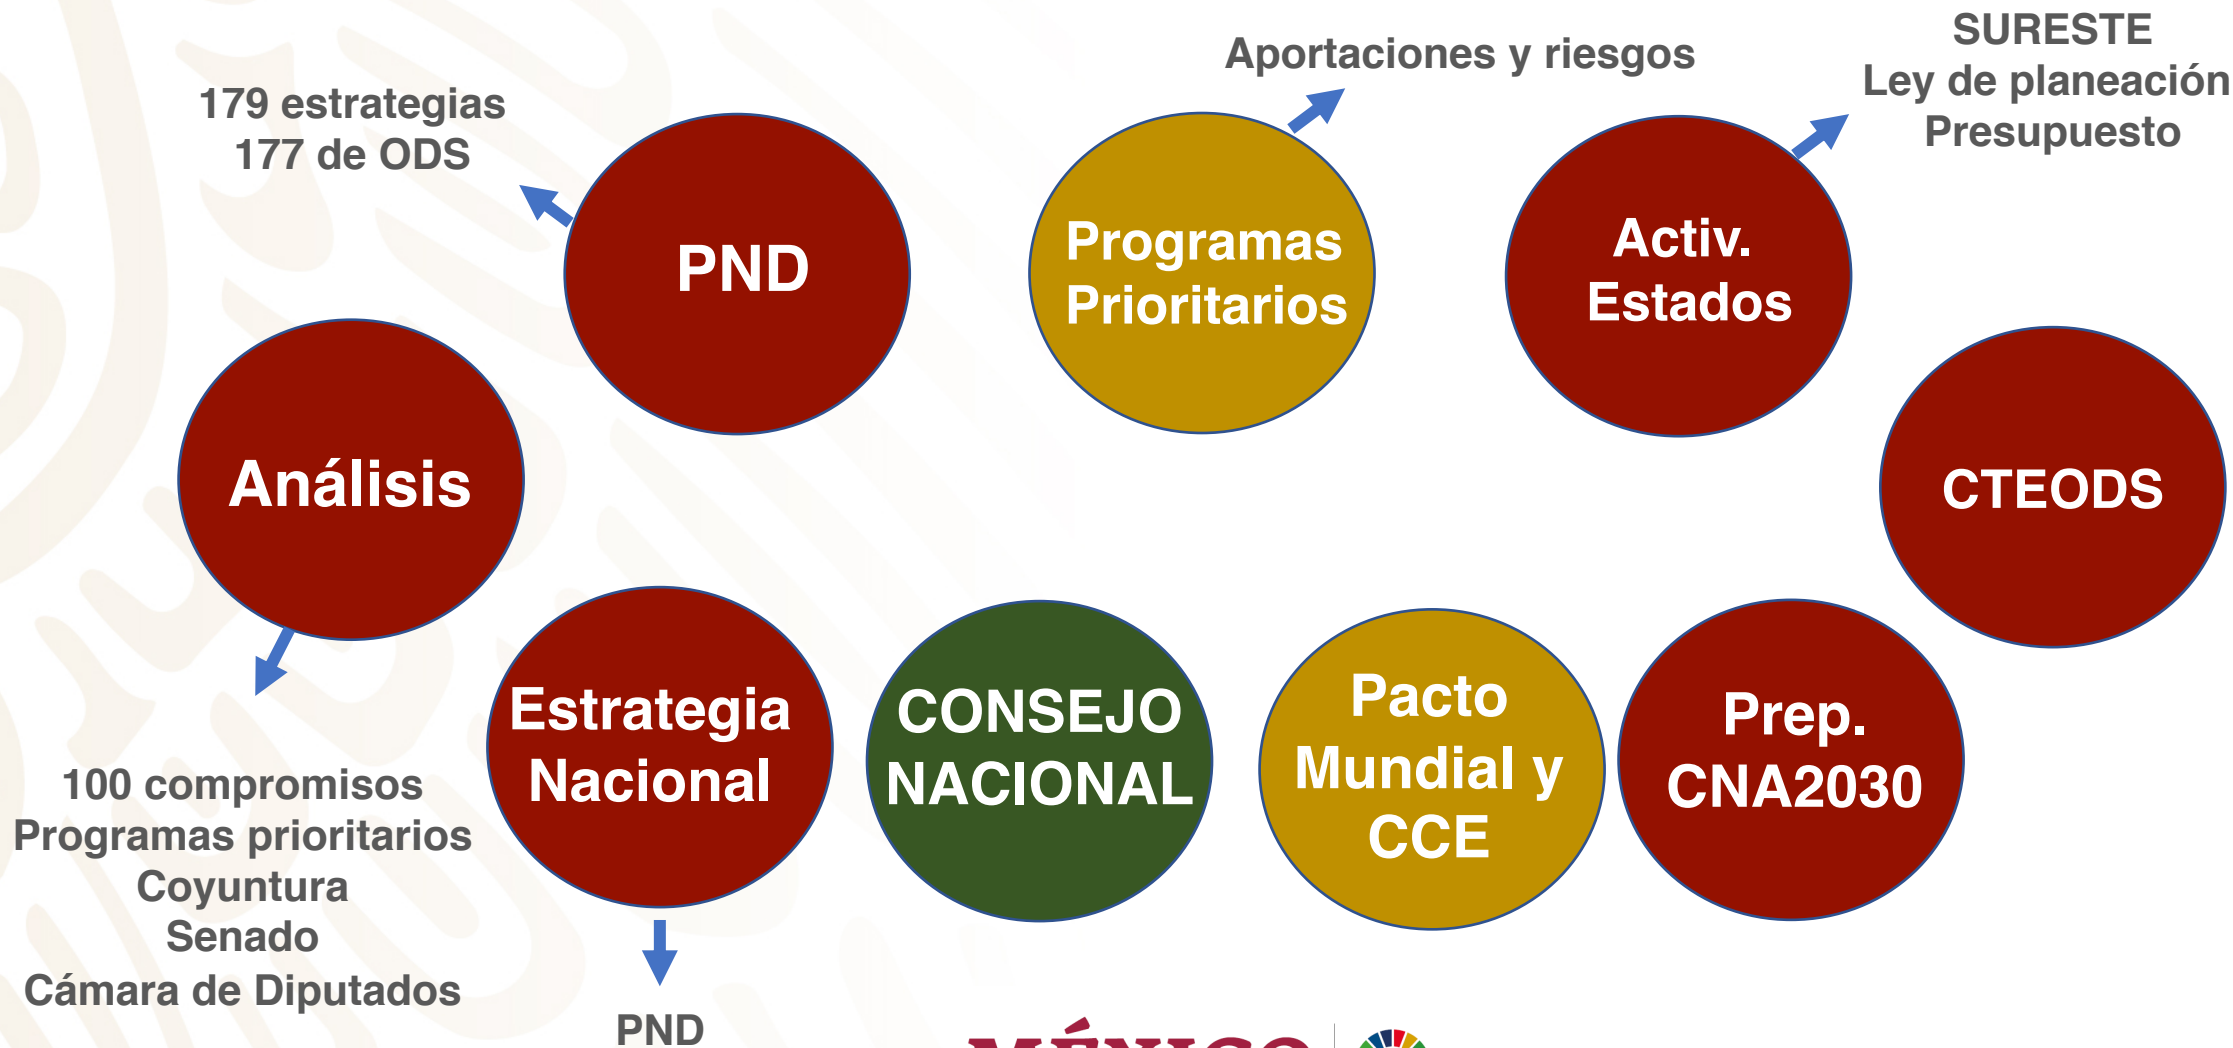 SURESTE
Ley de planeación
Presupuesto
Aportaciones y riesgos
179 estrategias
177 de ODS
PND
Programas
Prioritarios
Activ.
Estados
Análisis
CTEODS
Estrategia
Nacional
CONSEJO
NACIONAL
Pacto
Mundial y
CCE
Prep.
CNA2030
100 compromisos
Programas prioritarios
Coyuntura
Senado
Cámara de Diputados
PND
MÉXICO